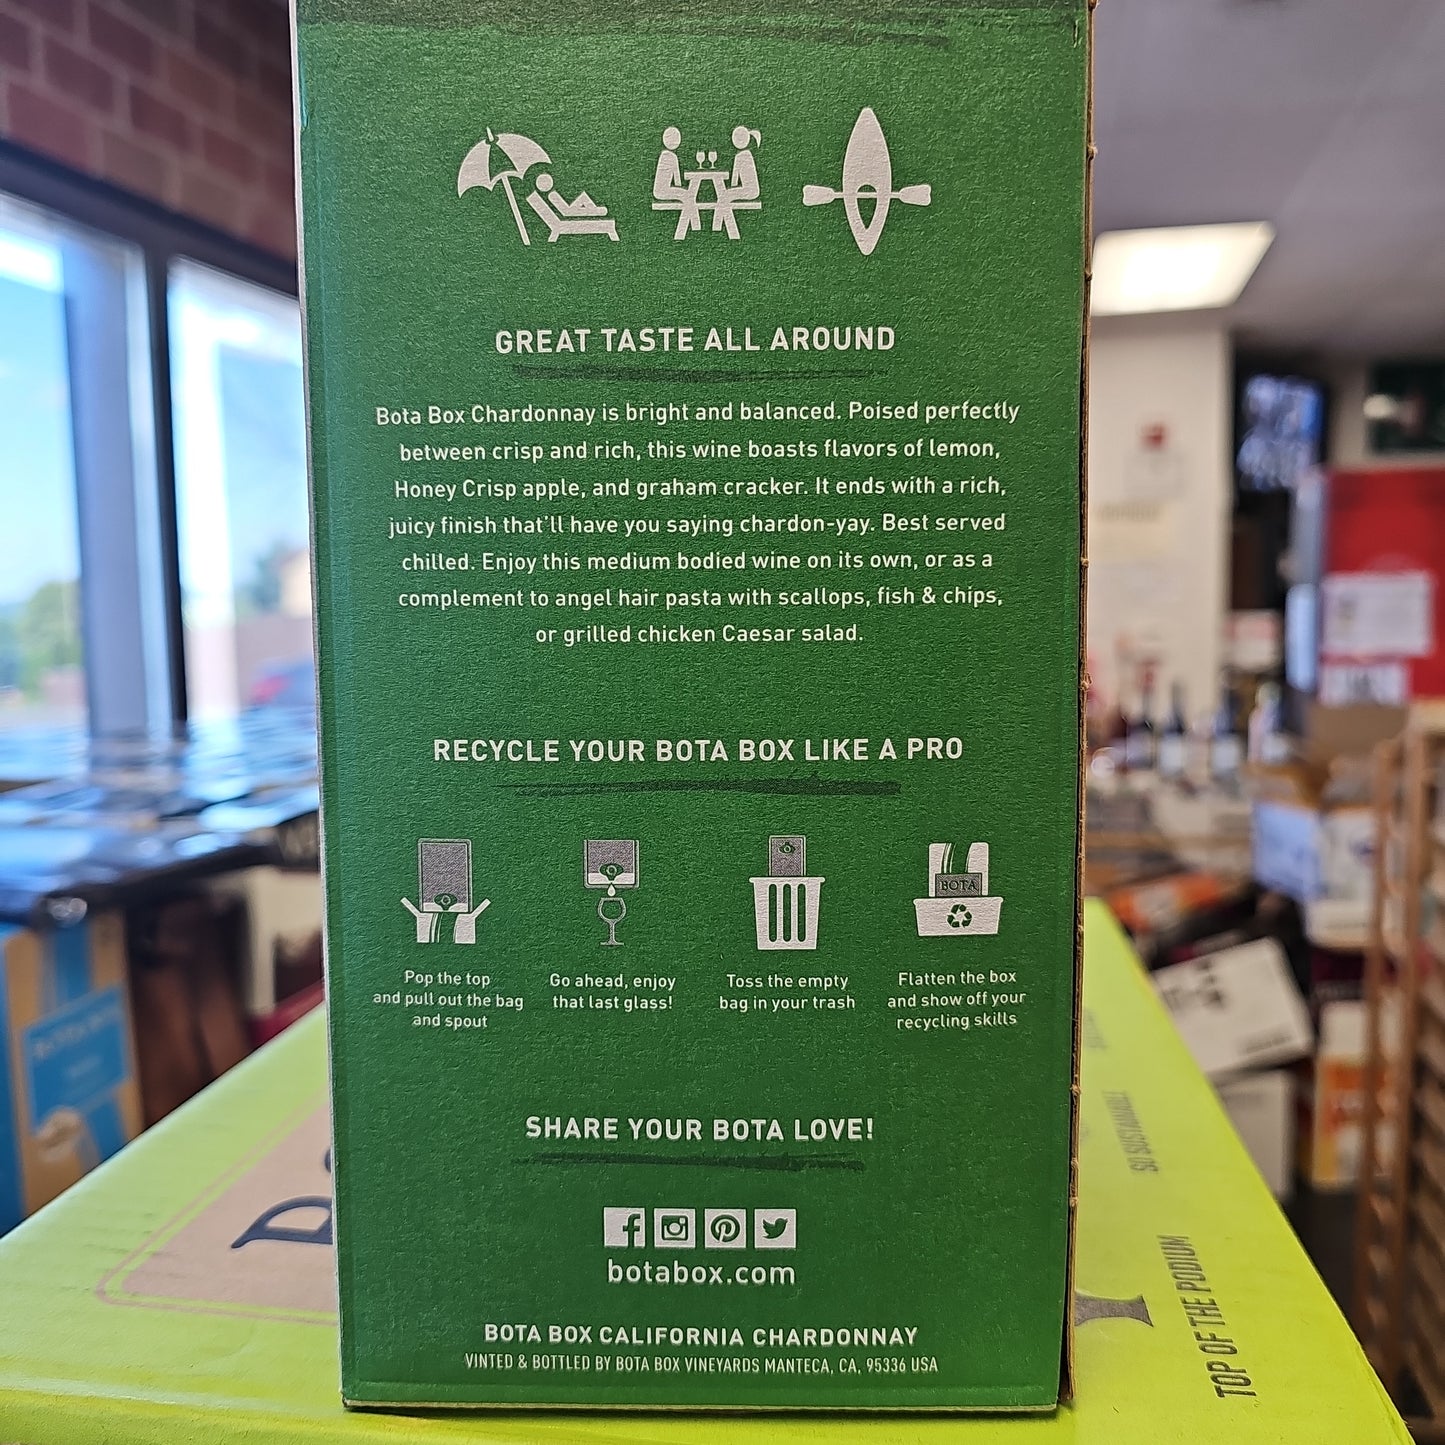 GREAT TASTE ALL AROUND
Bota Box Chardonnay is bright and balanced. Poised perfectly
between crisp and rich, this wine boasts flavors of lemon,
Honey Crisp apple, and graham cracker. It ends with a rich,
juicy finish that'll have you saying chardon-yay. Best served
chilled. Enjoy this medium bodied wine on its own, or as a
complement to angel hair pasta with scallops, fish & chips,
or grilled chicken Caesar salad.
RECYCLE YOUR BOTA BOX LIKE A PRO
BOTA
Pop the top
and pull out the bag
and spout
Go ahead, enjoy
that last glass!
Toss the empty
bag in your trash
Flatten the box
and show off your
recycling skills
SHARE YOUR BOTA LOVE!
botabox.com
BOTA BOX CALIFORNIA CHARDONNAY
VINTED & BOTTLED BY BOTA BOX VINEYARDS MANTECA, CA, 95336 USA
SO SUSTAINABLE
TOP OF THE PODIUM